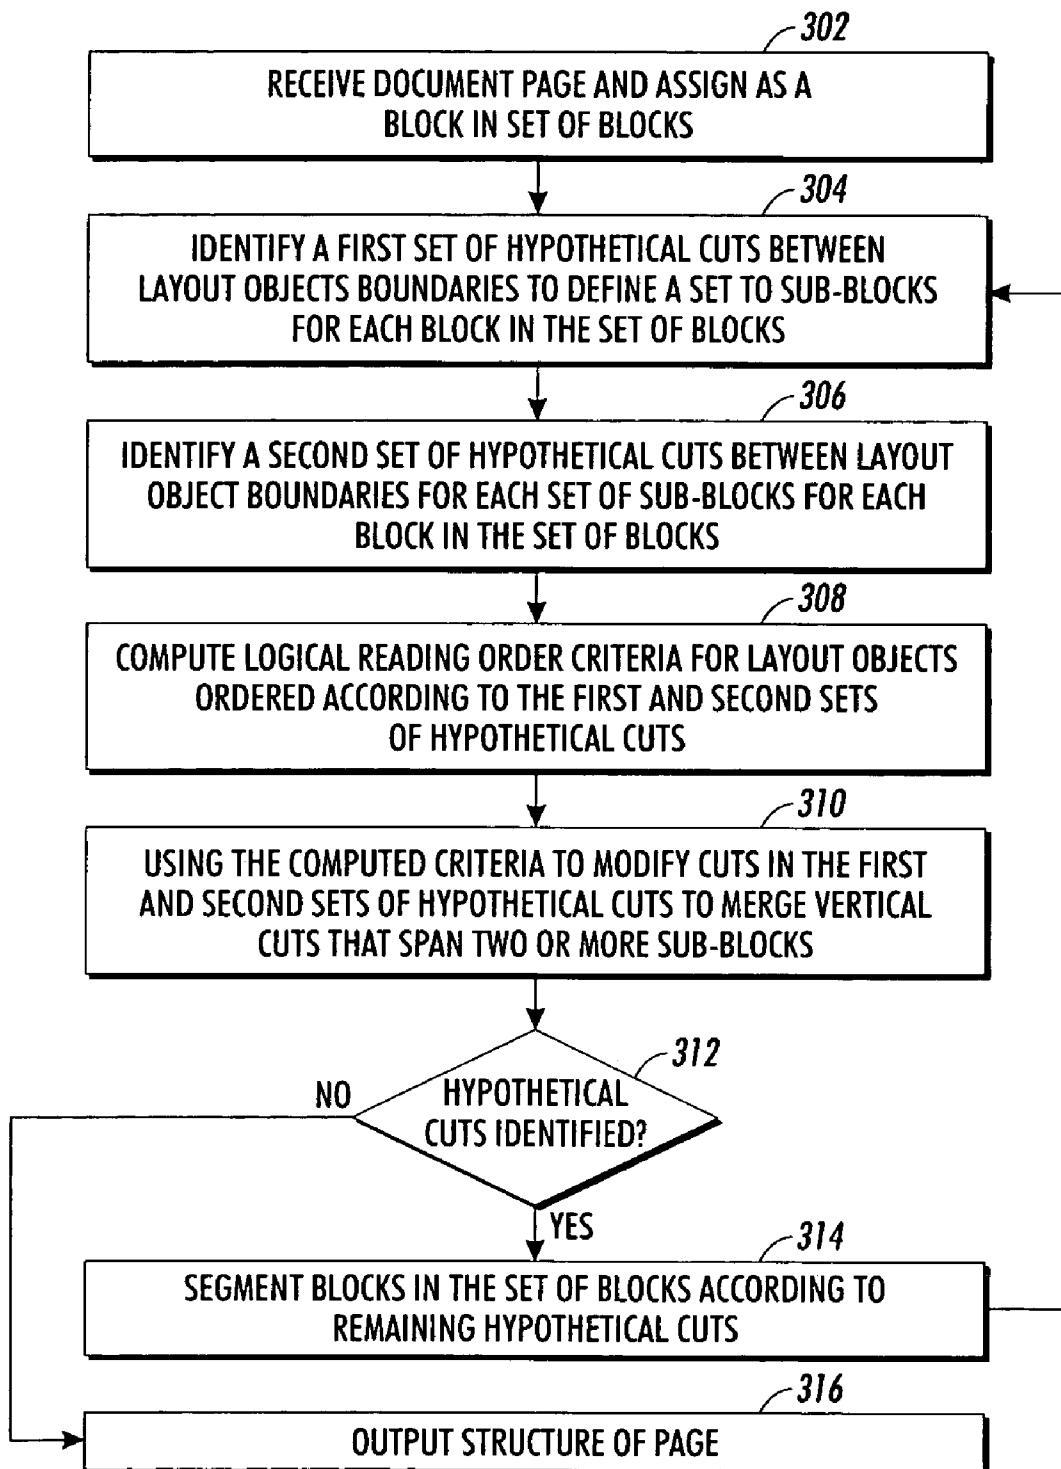 302
RECEIVE DOCUMENT PAGE AND ASSIGN AS A
BLOCK IN SET OF BLOCKS
304
IDENTIFY A FIRST SET OF HYPOTHETICAL CUTS BETWEEN
LAYOUT OBJECTS BOUNDARIES TO DEFINE A SET TO SUB-BLOCKS
FOR EACH BLOCK IN THE SET OF BLOCKS
306
IDENTIFY A SECOND SET OF HYPOTHETICAL CUTS BETWEEN LAYOUT
OBJECT BOUNDARIES FOR EACH SET OF SUB-BLOCKS FOR EACH
BLOCK IN THE SET OF BLOCKS
308
COMPUTE LOGICAL READING ORDER CRITERIA FOR LAYOUT OBJECTS
ORDERED ACCORDING TO THE FIRST AND SECOND SETS
OF HYPOTHETICAL CUTS
310
USING THE COMPUTED CRITERIA TO MODIFY CUTS IN THE FIRST
AND SECOND SETS OF HYPOTHETICAL CUTS TO MERGE VERTICAL
CUTS THAT SPAN TWO OR MORE SUB-BLOCKS
312
NO
HYPOTHETICAL
CUTS IDENTIFIED?
YES
314
SEGMENT BLOCKS IN THE SET OF BLOCKS ACCORDING TO
REMAINING HYPOTHETICAL CUTS
316
OUTPUT STRUCTURE OF PAGE